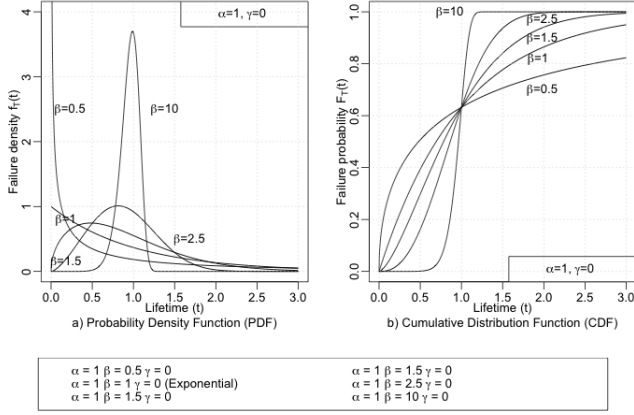 α=1, γ=0
β=0.5
β=10
β=1
β=2.5
β=1.5
Failure density fT(t)
0 1 2 3 4
0.0 0.5 1.0 1.5 2.0 2.5 3.0
Lifetime (t)
a) Probability Density Function (PDF)
β=10
β=2.5
β=1.5
β=1
β=0.5
α=1, γ=0
Failure probability FT(t)
0.0 0.2 0.4 0.6 0.8 1.0
0.0 0.5 1.0 1.5 2.0 2.5 3.0
Lifetime (t)
b) Cumulative Distribution Function (CDF)
α = 1 β = 0.5 γ = 0
α = 1 β = 1 γ = 0 (Exponential)
α = 1 β = 1.5 γ = 0
α = 1 β = 1.5 γ = 0
α = 1 β = 2.5 γ = 0
α = 1 β = 10 γ = 0